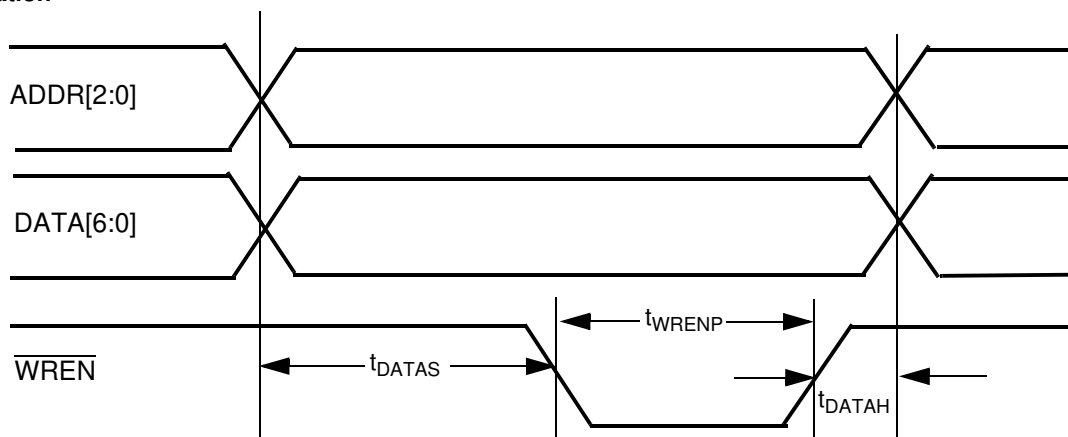 ADDR[2:0]
DATA[6:0]
tWRENP
WREN
tDATAS
tDATAH